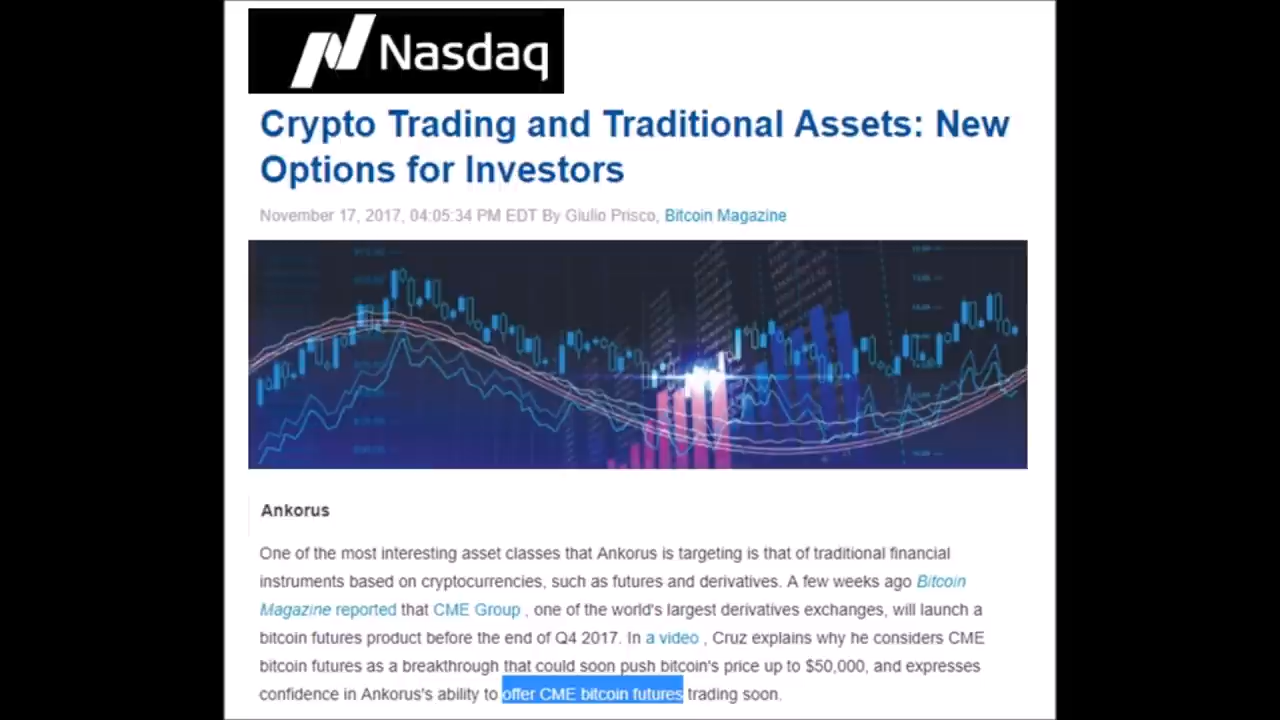 Nasdaq
Crypto Trading and Traditional Assets: New
Options for Investors
November 17, 2017, 04:05:34 PM EDT By Giulio Prisco, Bitcoin Magazine
Ankorus
One of the most interesting asset classes that Ankorus is targeting is that of traditional financial
instruments based on cryptocurrencies, such as futures and derivatives. A few weeks ago Bitcoin
Magazine reported that CME Group , one of the world's largest derivatives exchanges, will launch a
bitcoin futures product before the end of Q4 2017. In a video , Cruz explains why he considers CME
bitcoin futures as a breakthrough that could soon push bitcoin's price up to $50,000, and expresses
confidence in Ankorus's ability to offer CME bitcoin futures trading soon.